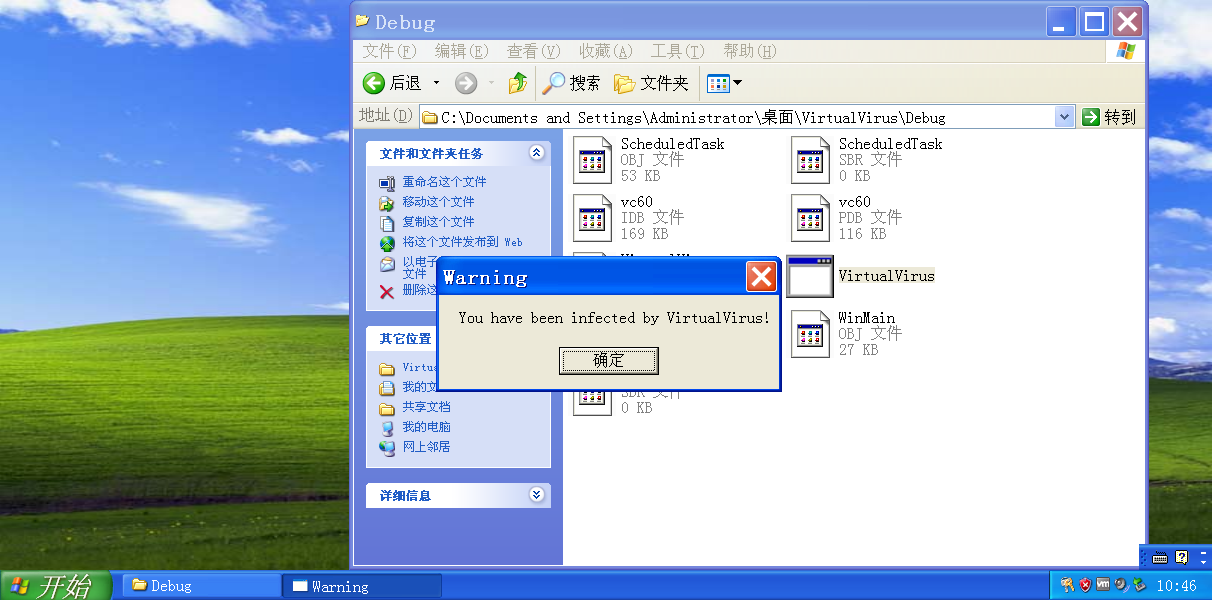 Debug
文件(F) 编辑(E) 查看(V) 收藏(A) 工具(T) 帮助(H)
后退 搜索 文件夹
地址(D) C:\Documents and Settings\Administrator\桌面\VirtualVirus\Debug 转到
文件和文件夹任务
重命名这个文件
移动这个文件
复制这个文件
将这个文件发布到 Web
以电子
文件
删除这
其它位置
Virtu
我的文
共享文档
我的电脑
网上邻居
详细信息
ScheduledTask
OBJ 文件
53 KB
ScheduledTask
SBR 文件
0 KB
vc60
IDB 文件
169 KB
vc60
PDB 文件
116 KB
VirtualVirus
WinMain
OBJ 文件
27 KB
SBR 文件
0 KB
Warning
You have been infected by VirtualVirus!
确定
开始 Debug Warning 10:46